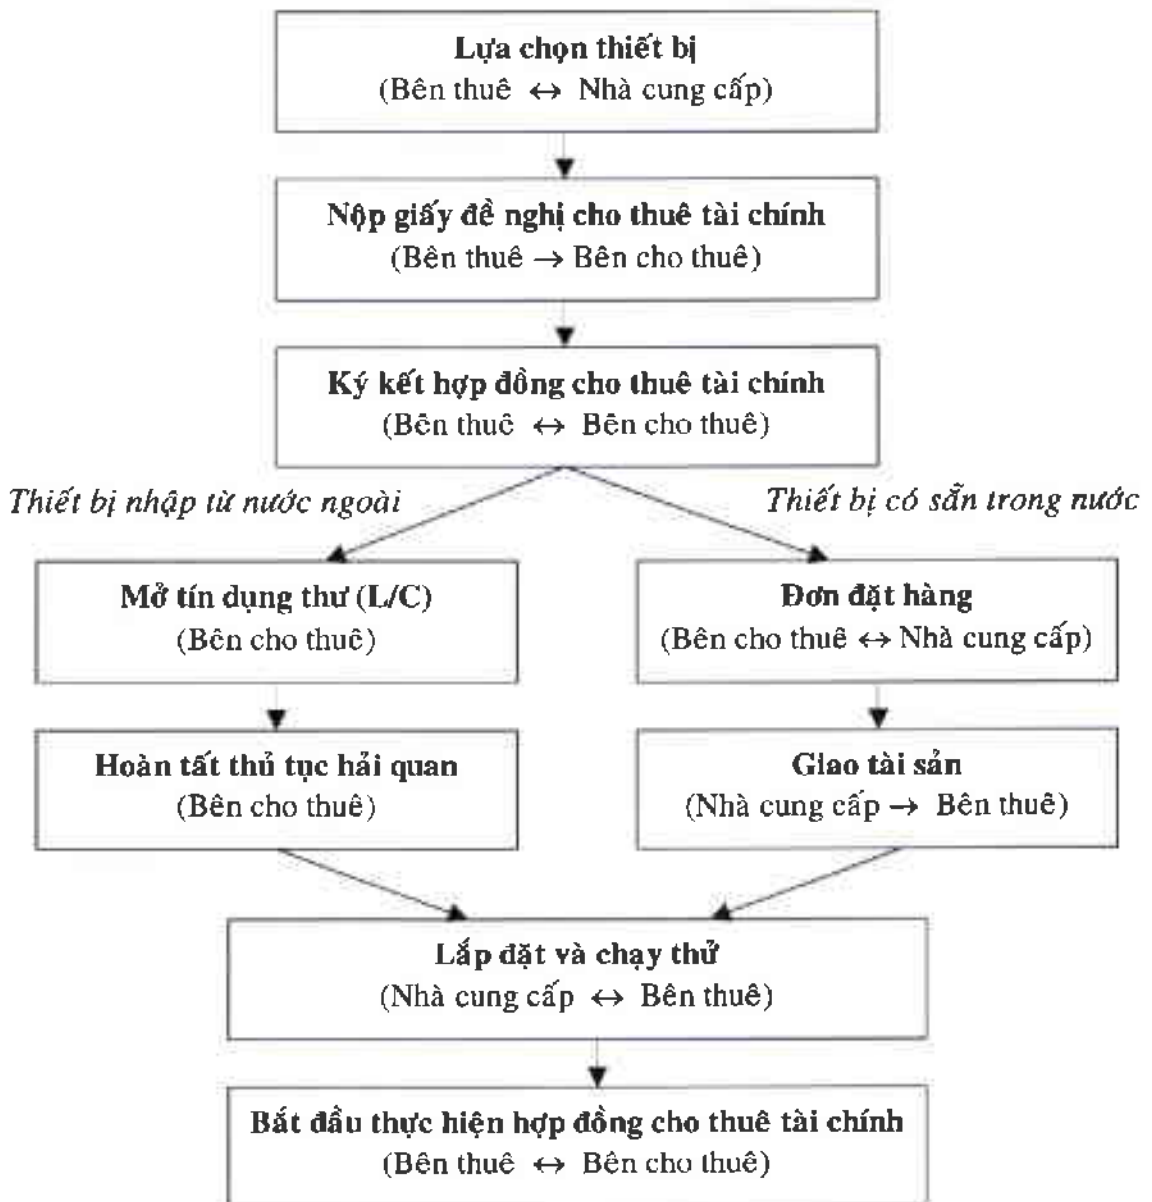 Lựa chọn thiết bị
(Bên thuê ↔ Nhà cung cấp)
Nộp giấy đề nghị cho thuê tài chính
(Bên thuê → Bên cho thuê)
Ký kết hợp đồng cho thuê tài chính
(Bên thuê ↔ Bên cho thuê)
Thiết bị nhập từ nước ngoài
Thiết bị có sẵn trong nước
Mở tín dụng thư (L/C)
(Bên cho thuê)
Đơn đặt hàng
(Bên cho thuê ↔ Nhà cung cấp)
Hoàn tất thủ tục hải quan
(Bên cho thuê)
Giao tài sản
(Nhà cung cấp → Bên thuê)
Lắp đặt và chạy thử
(Nhà cung cấp ↔ Bên thuê)
Bắt đầu thực hiện hợp đồng cho thuê tài chính
(Bên thuê ↔ Bên cho thuê)